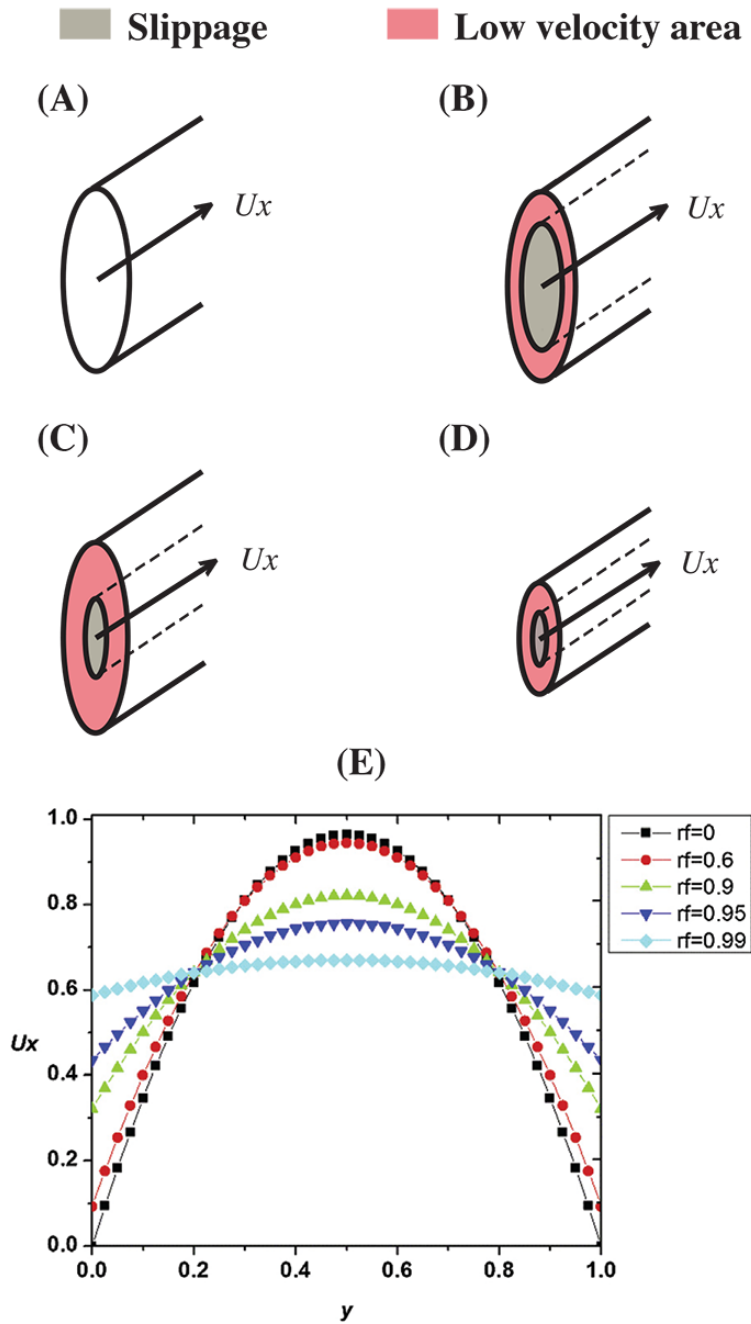 Slippage Low velocity area
(A) (B)
Ux Ux
(C) (D)
Ux Ux
(E)
1.0
0.8
0.6
0.4
0.2
0.0
Ux
0.0 0.2 0.4 0.6 0.8 1.0
y
rf=0
rf=0.6
rf=0.9
rf=0.95
rf=0.99